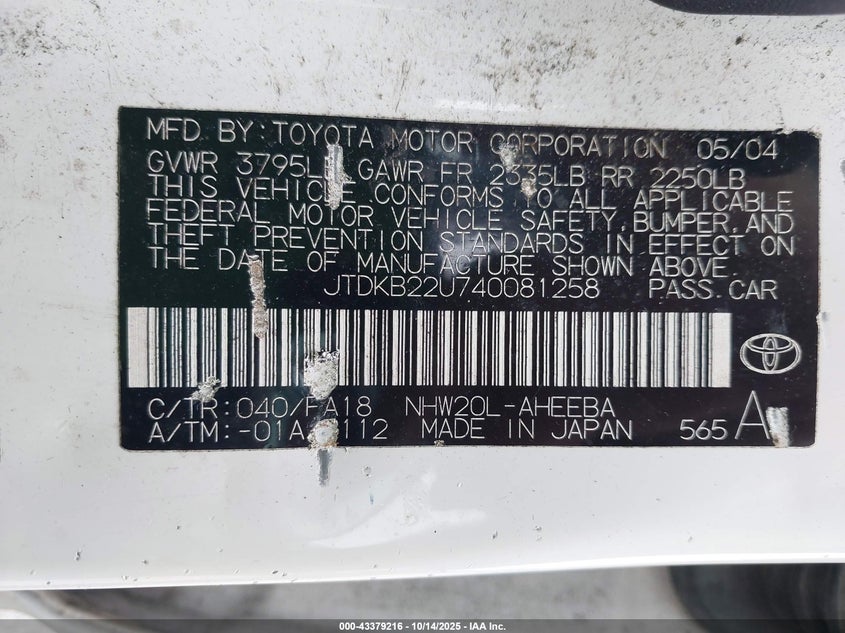 MFD BY: TOYOTA MOTOR CORPORATION 05/04
GVWR 3795L GAWR FR 2335LB RR 2250LB
THIS VEHICLE CONFORMS TO ALL APPLICABLE
FEDERAL MOTOR VEHICLE SAFETY, BUMPER, AND
THEFT PREVENTION STANDARDS IN EFFECT ON
THE DATE OF MANUFACTURE SHOWN ABOVE.
JTDKB22U740081258 PASS.CAR
C/TR: 040/FA18 NHW20L-AHEEBA
A/TM: -01A 112 MADE IN JAPAN 565 A
000-43379216 - 10/14/2025 - IAA Inc.